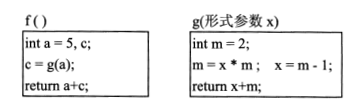 f ( )
int a = 5, c;
c = g(a);
return a+c;
g(形式参数 x)
int m = 2;
m = x * m ; x = m - 1;
return x+m;